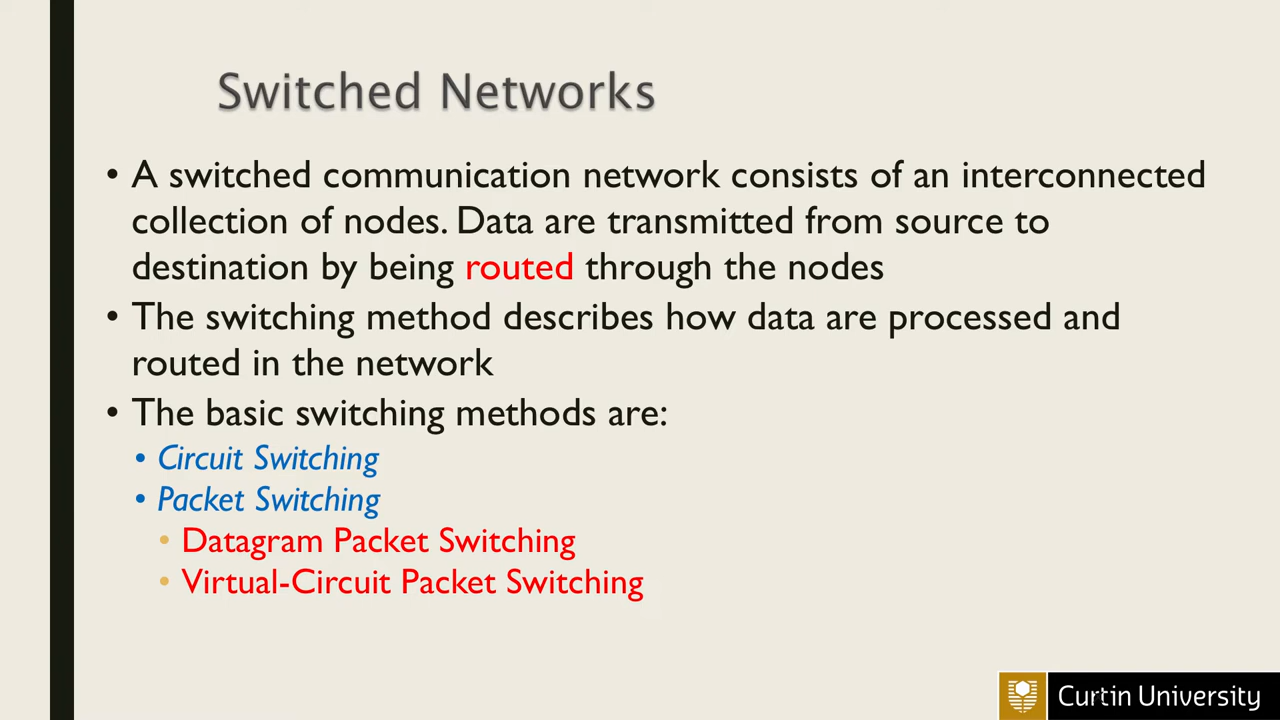 Switched Networks
• A switched communication network consists of an interconnected
collection of nodes. Data are transmitted from source to
destination by being routed through the nodes
• The switching method describes how data are processed and
routed in the network
• The basic switching methods are:
• Circuit Switching
• Packet Switching
• Datagram Packet Switching
• Virtual-Circuit Packet Switching
Curtin University